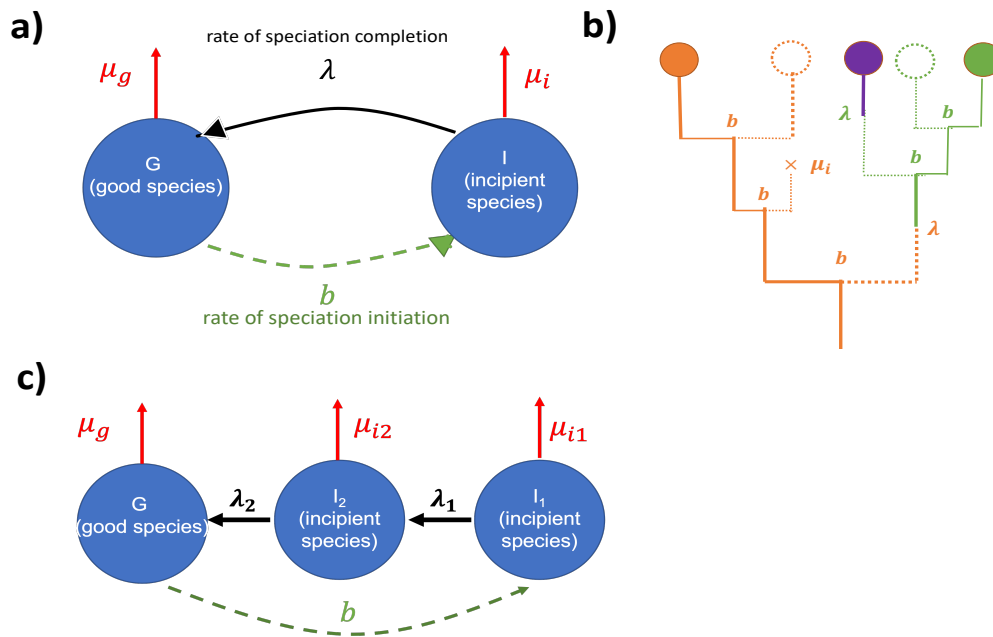 a)
rate of speciation completion
λ
μg
μi
G
(good species)
I
(incipient
species)
b
rate of speciation initiation
b)
b
λ
b
× μi
b
b
λ
b
c)
μg
μi2
μi1
λ2
λ1
G
(good species)
I2
(incipient
species)
I1
(incipient
species)
b